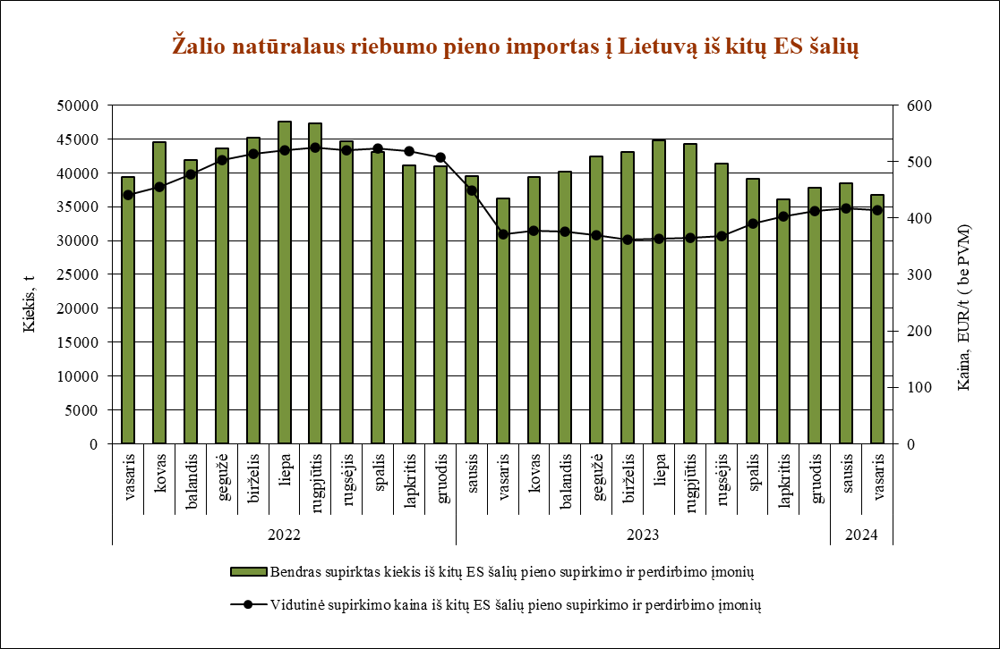 Žalio natūralaus riebumo pieno importas į Lietuvą iš kitų ES šalių
Kiekis, t
50000
45000
40000
35000
30000
25000
20000
15000
10000
5000
0
600
500
400
300
200
100
0
Kaina, EUR/t ( be PVM)
vasaris
kovas
balandis
gegužė
birželis
liepa
rugpjūtis
rugsėjis
spalis
lapkritis
gruodis
sausis
vasaris
kovas
balandis
gegužė
birželis
liepa
rugpjūtis
rugsėjis
spalis
lapkritis
gruodis
sausis
vasaris
2022
2023
2024
Bendras supirktas kiekis iš kitų ES šalių pieno supirkimo ir perdirbimo įmonių
Vidutinė supirkimo kaina iš kitų ES šalių pieno supirkimo ir perdirbimo įmonių